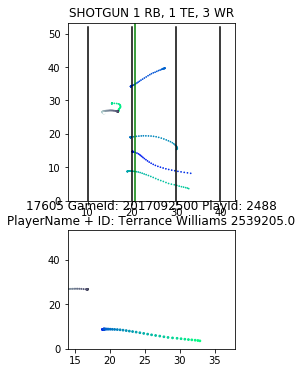 SHOTGUN 1 RB, 1 TE, 3 WR
50
40
30
20
10
0
10 20 30 40
17605 GameId: 2017092500 PlayId: 2488
PlayerName + ID: Terrance Williams 2539205.0
40
20
0
15 20 25 30 35